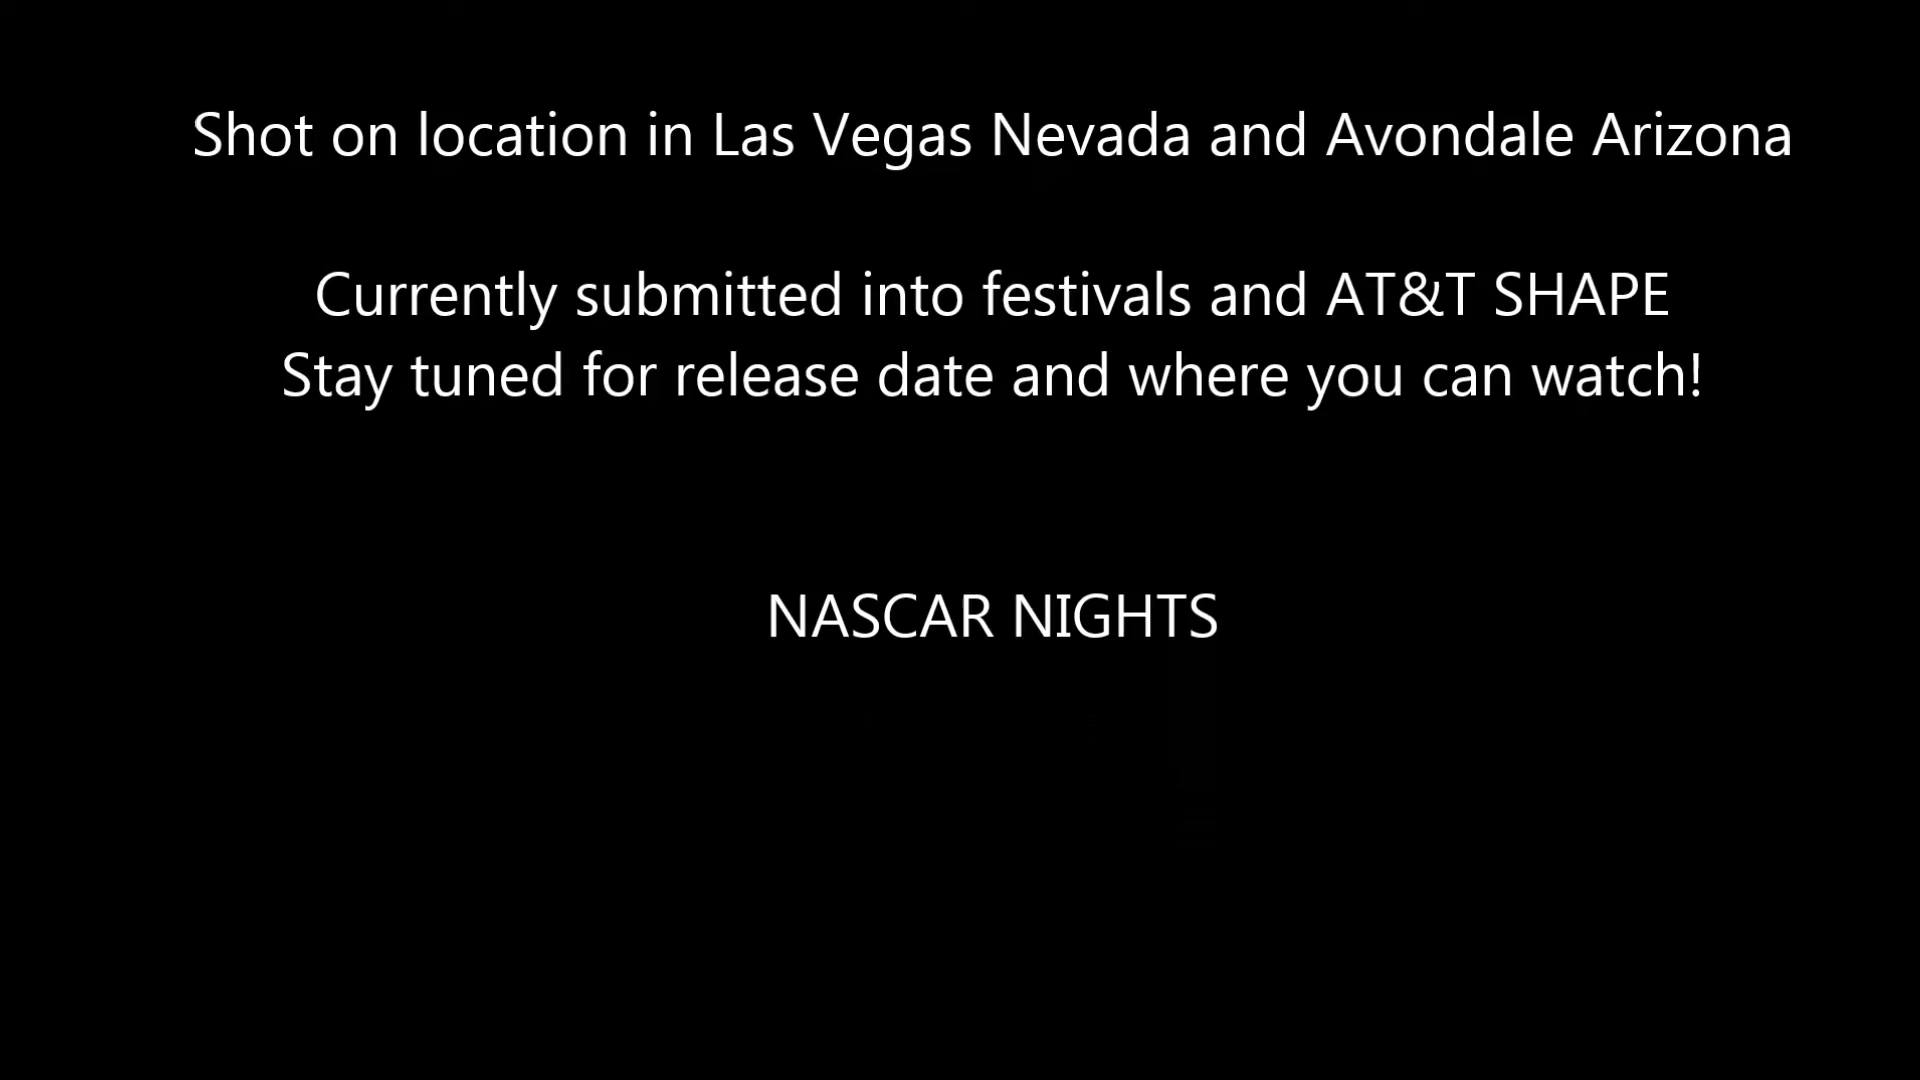 Shot on location in Las Vegas Nevada and Avondale Arizona
Currently submitted into festivals and AT&T SHAPE
Stay tuned for release date and where you can watch!
NASCAR NIGHTS